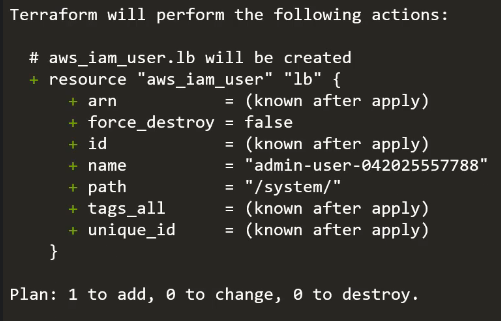 Terraform will perform the following actions:
# aws_iam_user.lb will be created
+ resource "aws_iam_user" "lb" {
+ arn = (known after apply)
+ force_destroy = false
+ id = (known after apply)
+ name = "admin-user-042025557788"
+ path = "/system/"
+ tags_all = (known after apply)
+ unique_id = (known after apply)
}
Plan: 1 to add, 0 to change, 0 to destroy.